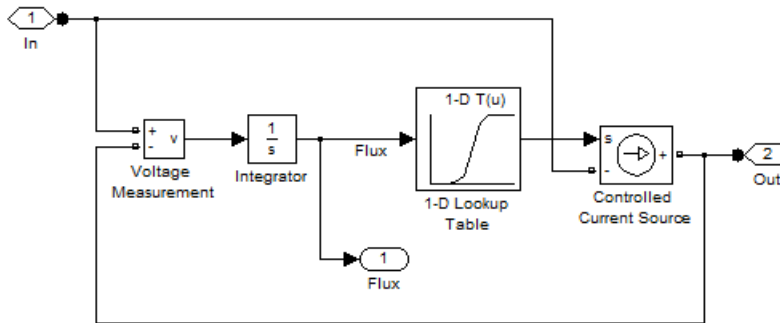 1
In
+
-
v
Voltage
Measurement
1
s
Integrator
Flux
1-D T(u)
1-D Lookup
Table
s
-
+
Controlled
Current Source
2
Out
1
Flux